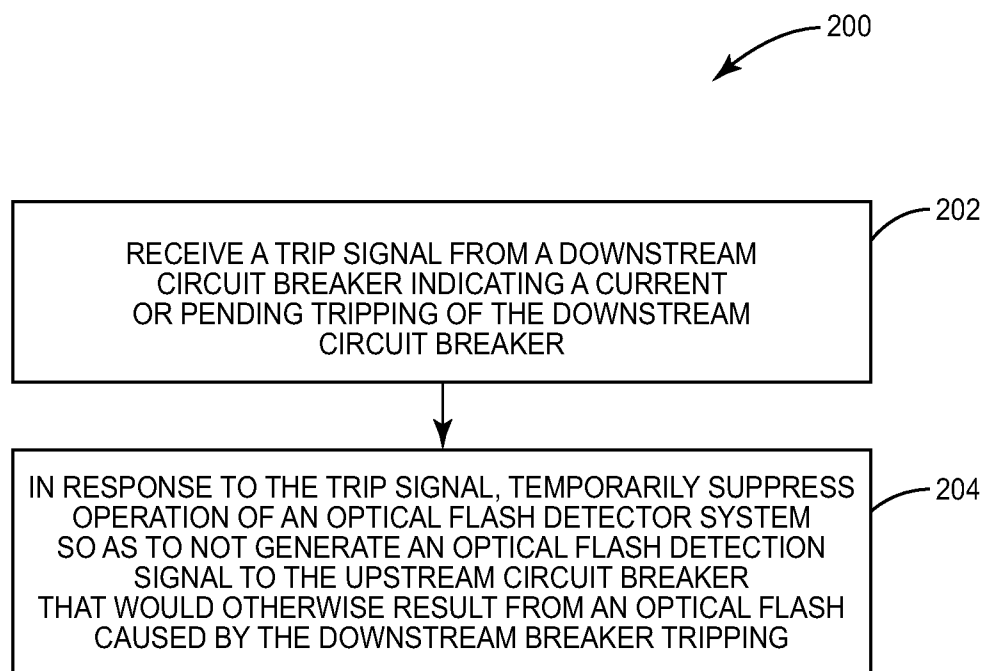 200
202
RECEIVE A TRIP SIGNAL FROM A DOWNSTREAM
CIRCUIT BREAKER INDICATING A CURRENT
OR PENDING TRIPPING OF THE DOWNSTREAM
CIRCUIT BREAKER
204
IN RESPONSE TO THE TRIP SIGNAL, TEMPORARILY SUPPRESS
OPERATION OF AN OPTICAL FLASH DETECTOR SYSTEM
SO AS TO NOT GENERATE AN OPTICAL FLASH DETECTION
SIGNAL TO THE UPSTREAM CIRCUIT BREAKER
THAT WOULD OTHERWISE RESULT FROM AN OPTICAL FLASH
CAUSED BY THE DOWNSTREAM BREAKER TRIPPING